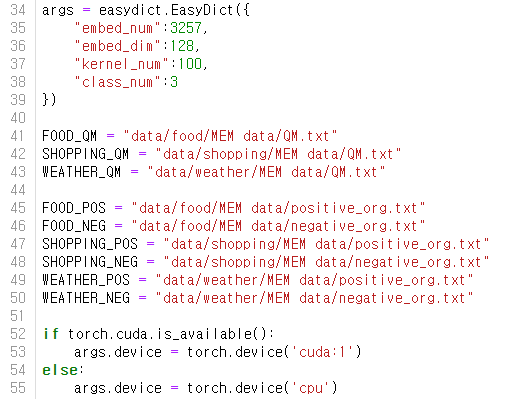 34 args = easydict.EasyDict({
35     "embed_num":3257,
36     "embed_dim":128,
37     "kernel_num":100,
38     "class_num":3
39 })
40
41 FOOD_QM = "data/food/MEM data/QM.txt"
42 SHOPPING_QM = "data/shopping/MEM data/QM.txt"
43 WEATHER_QM = "data/weather/MEM data/QM.txt"
44
45 FOOD_POS = "data/food/MEM data/positive_org.txt"
46 FOOD_NEG = "data/food/MEM data/negative_org.txt"
47 SHOPPING_POS = "data/shopping/MEM data/positive_org.txt"
48 SHOPPING_NEG = "data/shopping/MEM data/negative_org.txt"
49 WEATHER_POS = "data/weather/MEM data/positive_org.txt"
50 WEATHER_NEG = "data/weather/MEM data/negative_org.txt"
51
52 if torch.cuda.is_available():
53     args.device = torch.device('cuda:1')
54 else:
55     args.device = torch.device('cpu')